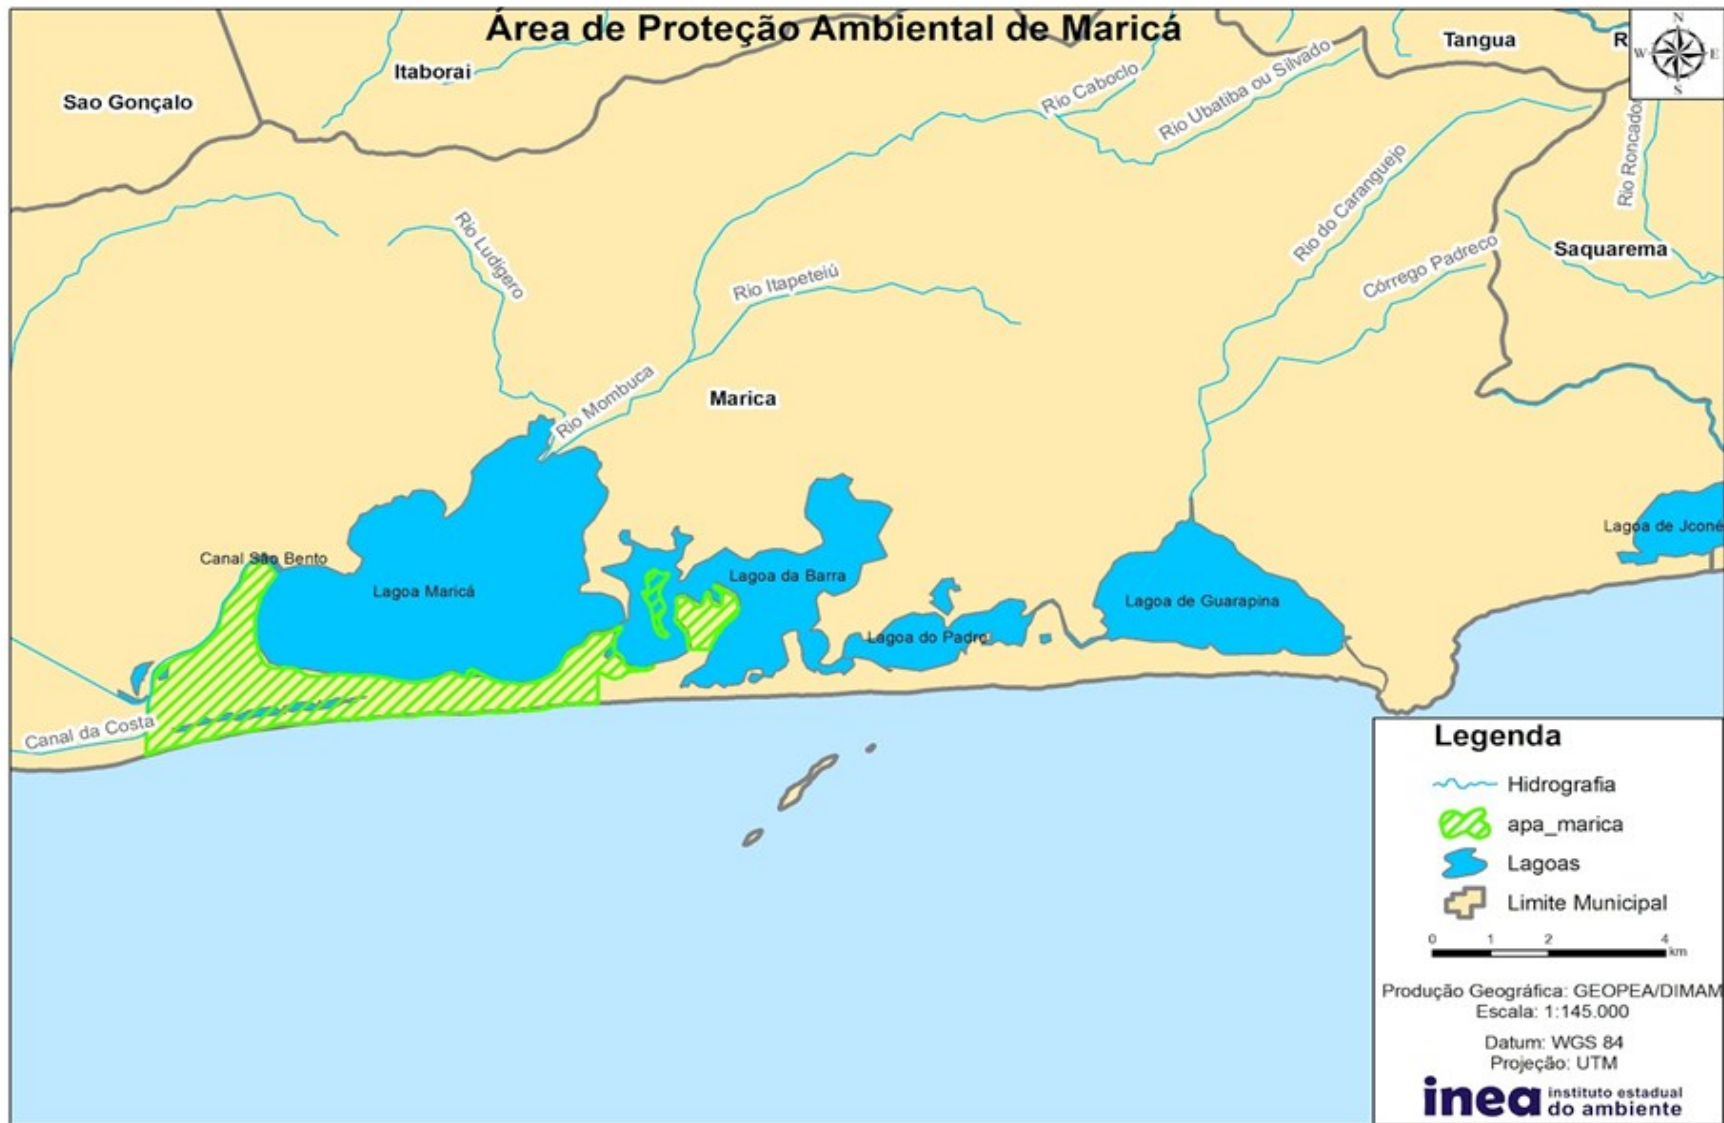 Área de Proteção Ambiental de Maricá
N
W E
S
Itaborai
Tangua
R
Sao Gonçalo
Rio Caboclo
Rio Ubatiba ou Silvado
Rio Roncador
Rio do Caranguejo
Rio Ludigero
Saquarema
Córrego Padreco
Rio Itapeteiú
Rio Mombuca
Marica
Lagoa de Jconé
Canal São Bento
Lagoa Maricá
Lagoa da Barra
Lagoa de Guarapina
Lagoa do Padre
Canal da Costa
Legenda
Hidrografia
apa_marica
Lagoas
Limite Municipal
0 1 2 4
km
Produção Geográfica: GEOPEA/DIMAM
Escala: 1:145.000
Datum: WGS 84
Projeção: UTM
inea instituto estadual
do ambiente